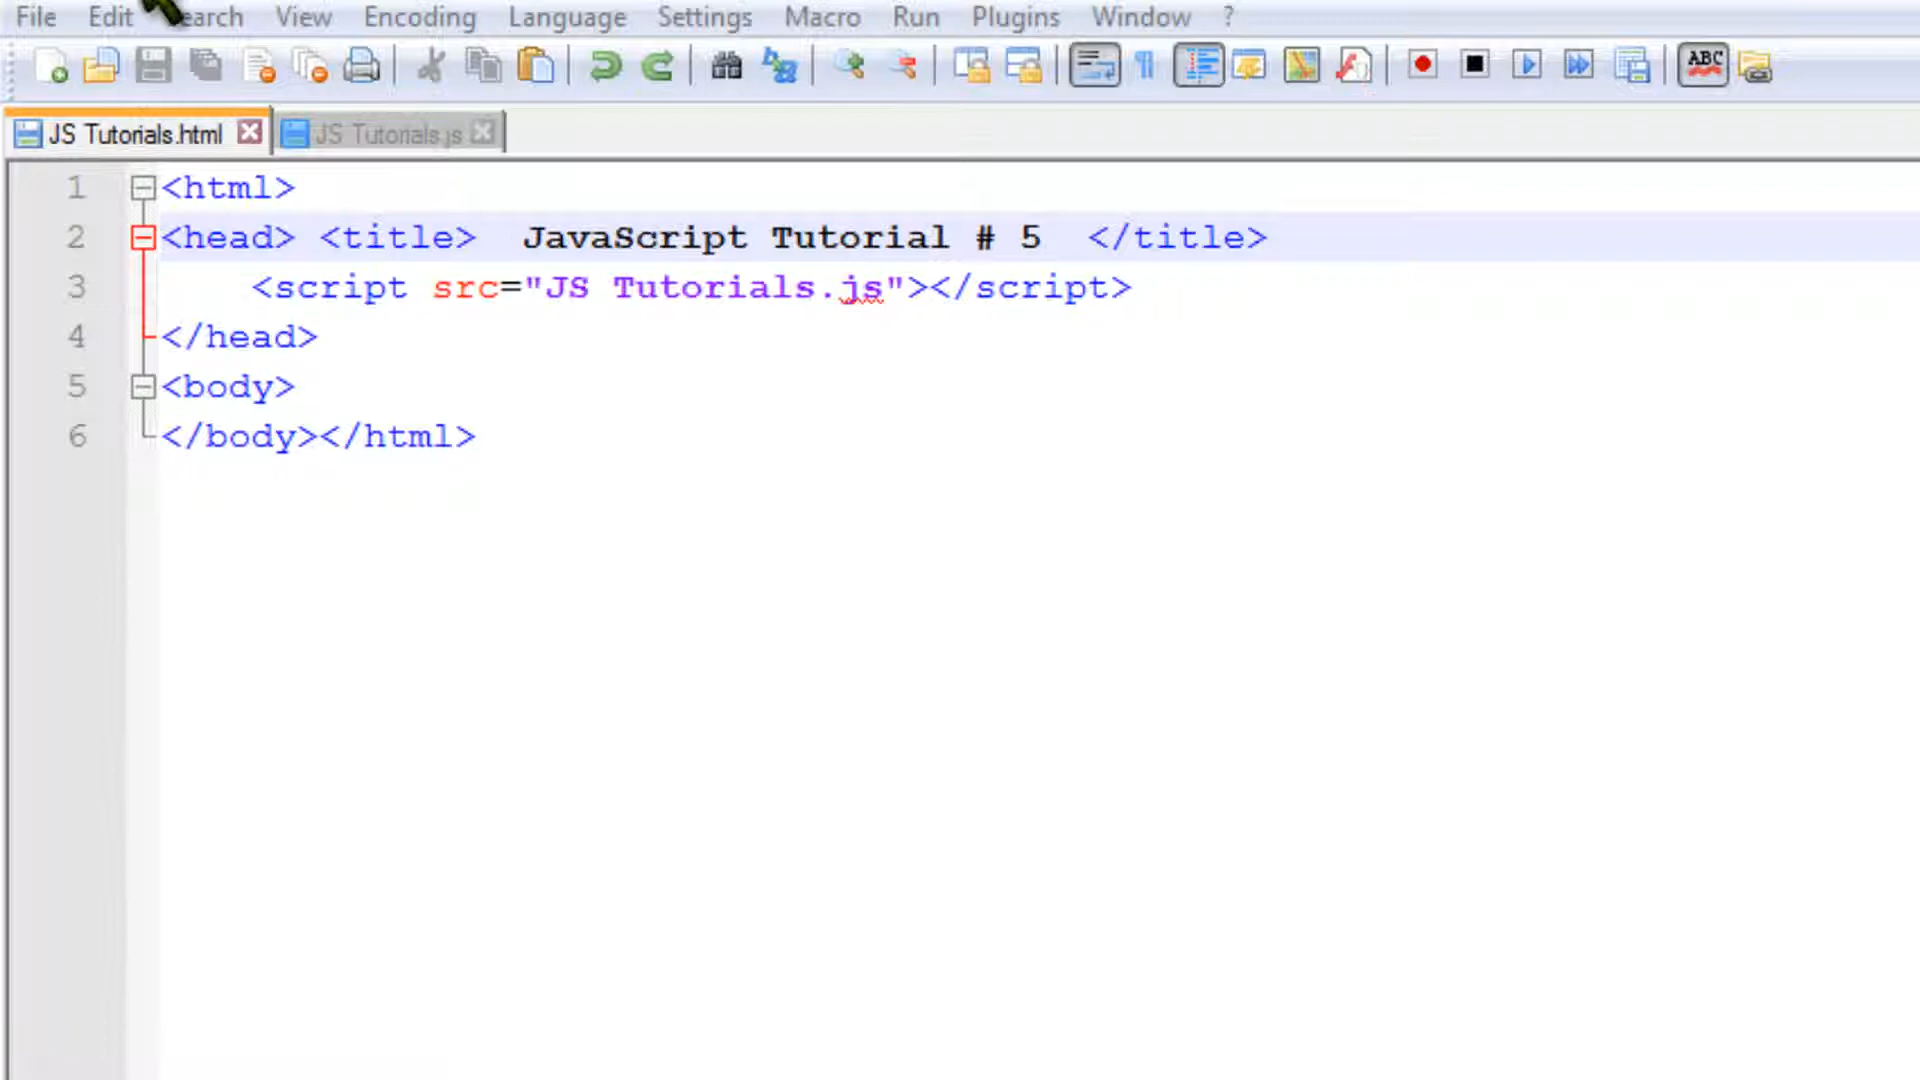 File Edit Search View Encoding Language Settings Macro Run Plugins Window ?
ABC
JS Tutorials.html JS Tutorials.js
1 <html>
2 <head> <title>  JavaScript Tutorial # 5  </title>
3     <script src="JS Tutorials.js"></script>
4 </head>
5 <body>
6 </body></html>